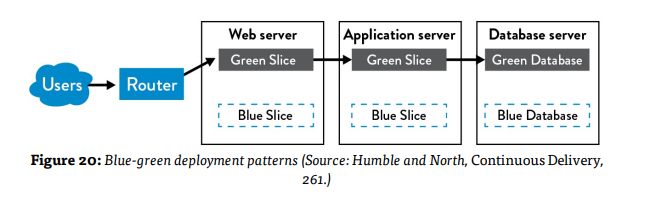 Web server
Application server
Database server
Green Slice
Green Slice
Green Database
Users
Router
Blue Slice
Blue Slice
Blue Database
Figure 20: Blue-green deployment patterns (Source: Humble and North, Continuous Delivery,
261.)